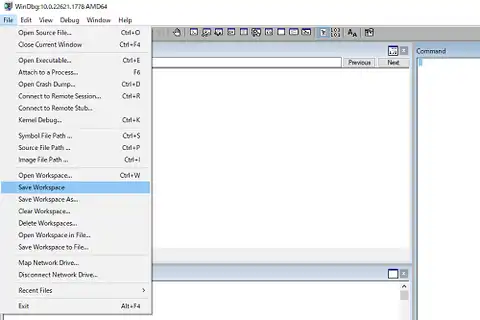 WinDbg:10.0.22621.1778 AMD64
File Edit View Debug Window Help
Open Source File... Ctrl+O
Close Current Window Ctrl+F4
Open Executable... Ctrl+E
Attach to a Process... F6
Open Crash Dump... Ctrl+D
Connect to Remote Session... Ctrl+R
Connect to Remote Stub...
Kernel Debug... Ctrl+K
Symbol File Path ... Ctrl+S
Source File Path ... Ctrl+P
Image File Path ... Ctrl+I
Open Workspace... Ctrl+W
Save Workspace
Save Workspace As...
Clear Workspace...
Delete Workspaces...
Open Workspace in File...
Save Workspace to File...
Map Network Drive...
Disconnect Network Drive...
Recent Files
Exit Alt+F4
Previous Next
Command